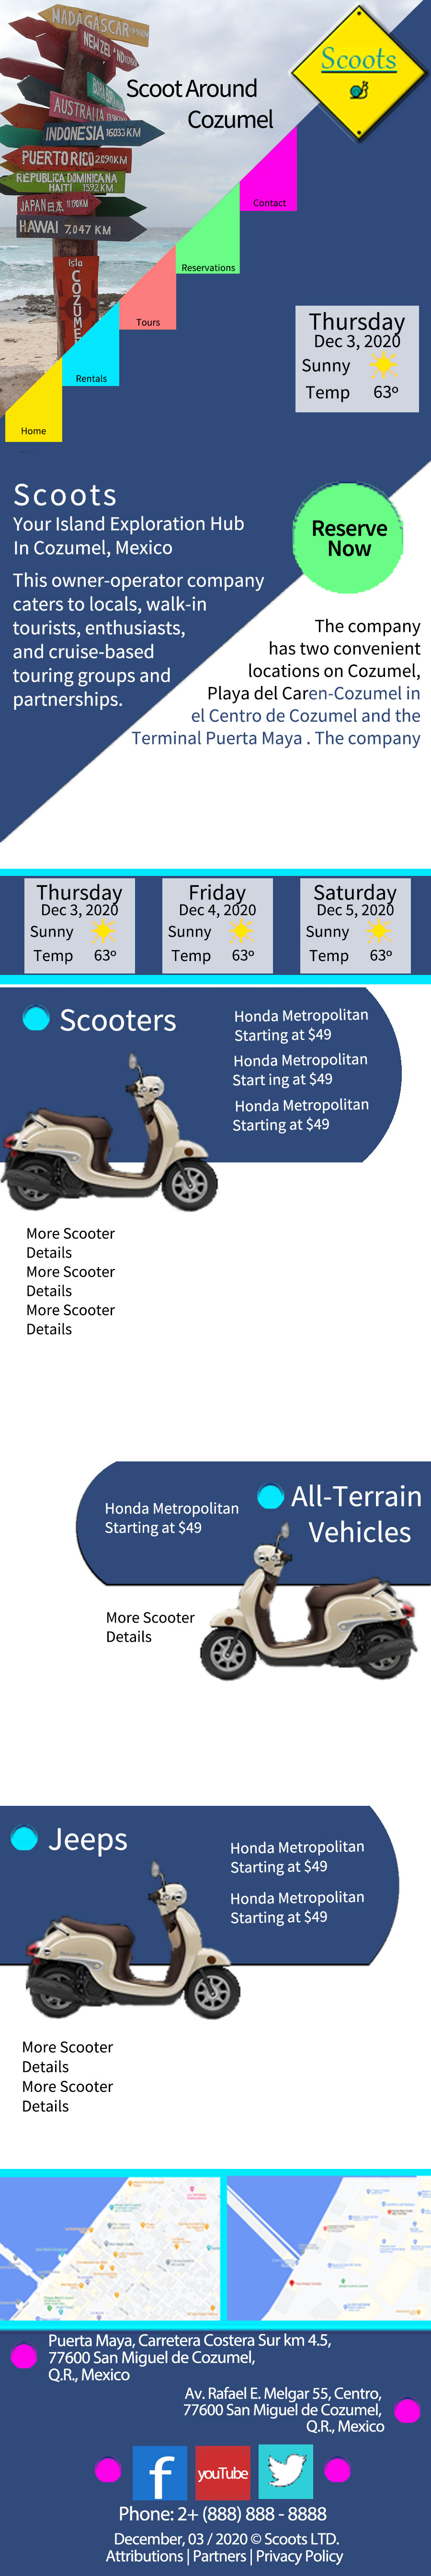 MADAGASCAR
NEW ZEL
AUSTRALIA
INDONESIA 16033 KM
PUERTO RICO 2090KM
REPUBLICA DOMINICANA
HAITI 1592 KM
JAPAN 日本
HAWAI 7,047 KM
Isla
COZUMEL
Scoots
Scoot Around
Cozumel
Contact
Reservations
Tours
Rentals
Home
Thursday
Dec 3, 2020
Sunny
Temp 63º
Scoots
Your Island Exploration Hub
In Cozumel, Mexico
This owner-operator company
caters to locals, walk-in
tourists, enthusiasts,
and cruise-based
touring groups and
partnerships.
Reserve
Now
The company
has two convenient
locations on Cozumel,
Playa del Caren-Cozumel in
el Centro de Cozumel and the
Terminal Puerta Maya . The company
Thursday
Dec 3, 2020
Sunny
Temp 63º
Friday
Dec 4, 2020
Sunny
Temp 63º
Saturday
Dec 5, 2020
Sunny
Temp 63º
Scooters
Honda Metropolitan
Starting at $49
Honda Metropolitan
Start ing at $49
Honda Metropolitan
Starting at $49
More Scooter
Details
More Scooter
Details
More Scooter
Details
All-Terrain
Vehicles
Honda Metropolitan
Starting at $49
More Scooter
Details
Jeeps
Honda Metropolitan
Starting at $49
Honda Metropolitan
Starting at $49
More Scooter
Details
More Scooter
Details
Puerta Maya, Carretera Costera Sur km 4.5,
77600 San Miguel de Cozumel,
Q.R., Mexico
Av. Rafael E. Melgar 55, Centro,
77600 San Miguel de Cozumel,
Q.R., Mexico
f
youTube
Phone: 2+ (888) 888 - 8888
December, 03 / 2020 © Scoots LTD.
Attributions | Partners | Privacy Policy